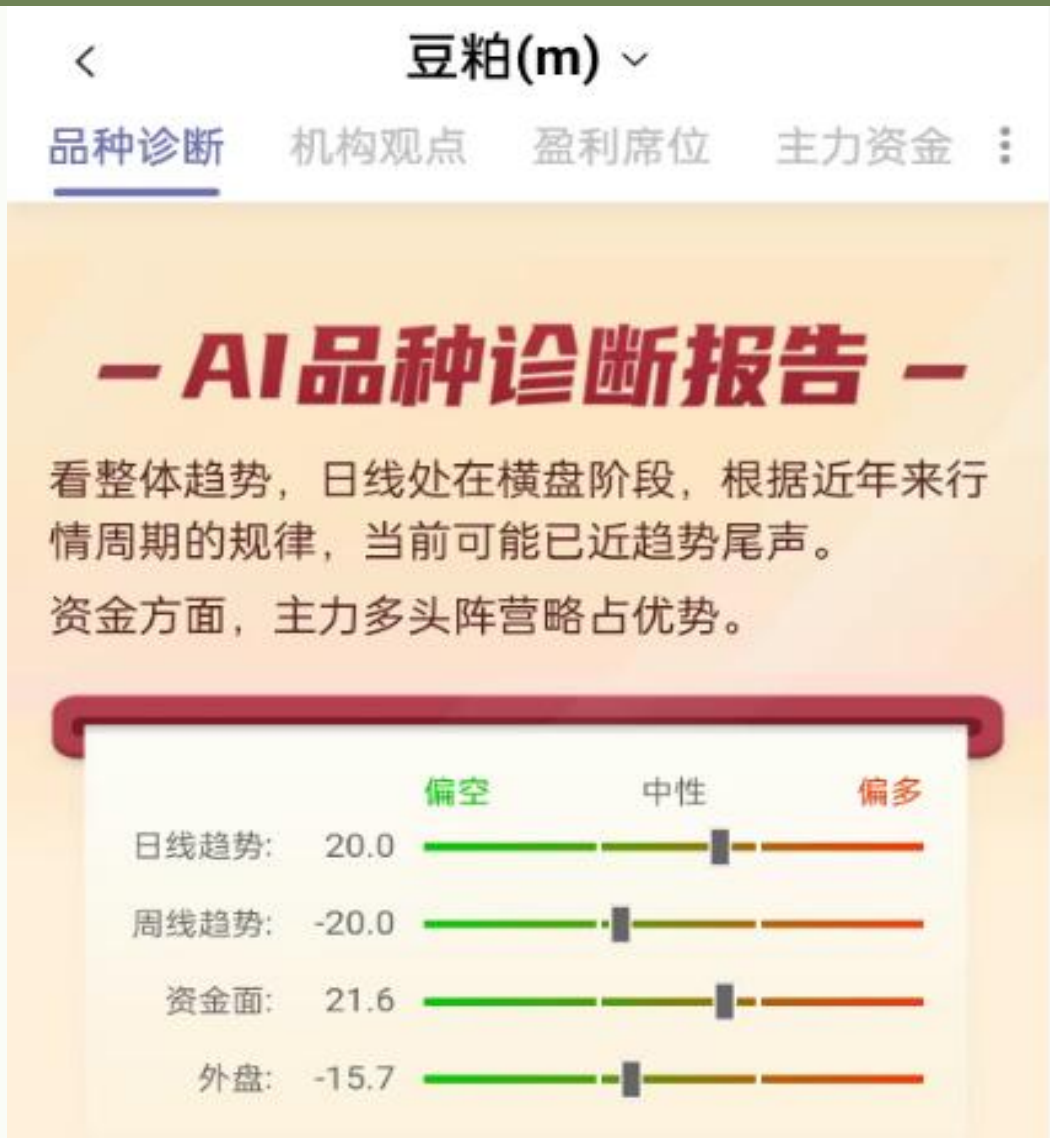 豆粕(m)
品种诊断 机构观点 盈利席位 主力资金
– AI品种诊断报告 –
看整体趋势，日线处在横盘阶段，根据近年来行
情周期的规律，当前可能已近趋势尾声。
资金方面，主力多头阵营略占优势。
偏空 中性 偏多
日线趋势: 20.0
周线趋势: -20.0
资金面: 21.6
外盘: -15.7